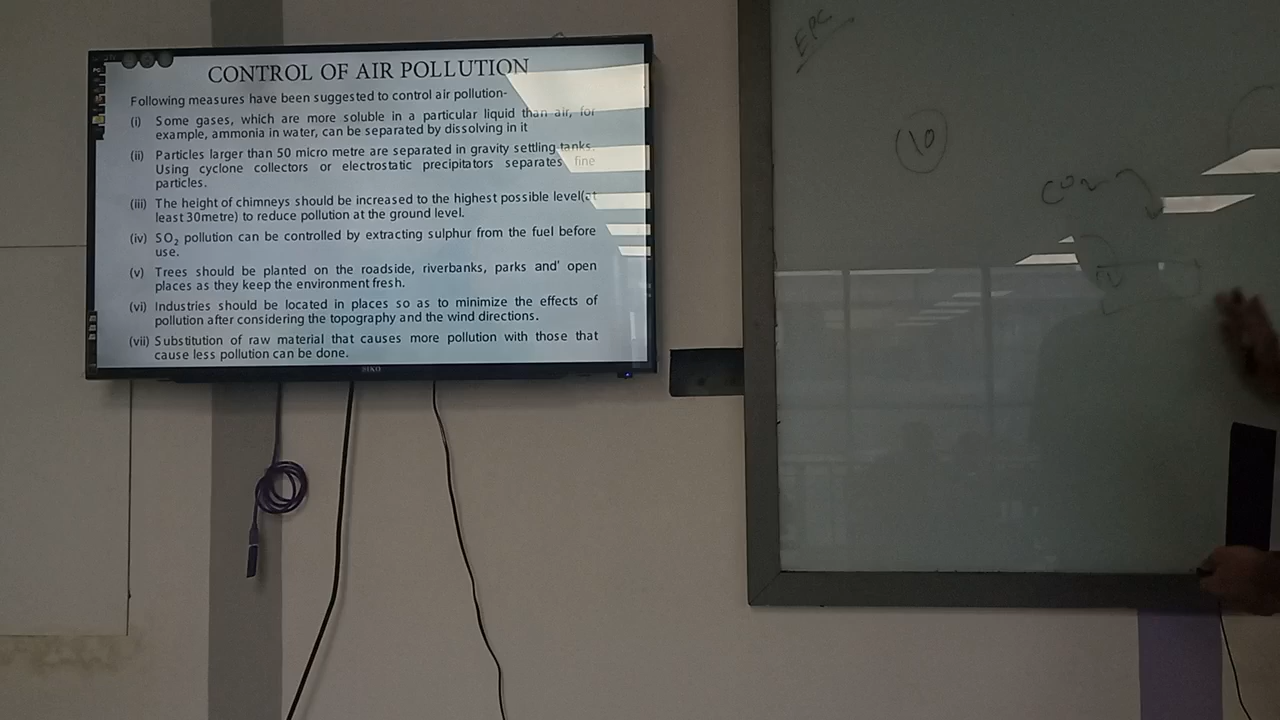 CONTROL OF AIR POLLUTION
Following measures have been suggested to control air pollution-
(i) Some gases, which are more soluble in a particular liquid than air, for
example, ammonia in water, can be separated by dissolving in it
(ii) Particles larger than 50 micro metre are separated in gravity settling tanks.
Using cyclone collectors or electrostatic precipitators separates fine
particles.
(iii) The height of chimneys should be increased to the highest possible level(at
least 30metre) to reduce pollution at the ground level.
(iv) SO₂ pollution can be controlled by extracting sulphur from the fuel before
use.
(v) Trees should be planted on the roadside, riverbanks, parks and' open
places as they keep the environment fresh.
(vi) Industries should be located in places so as to minimize the effects of
pollution after considering the topography and the wind directions.
(vii) Substitution of raw material that causes more pollution with those that
cause less pollution can be done.
EPC
10